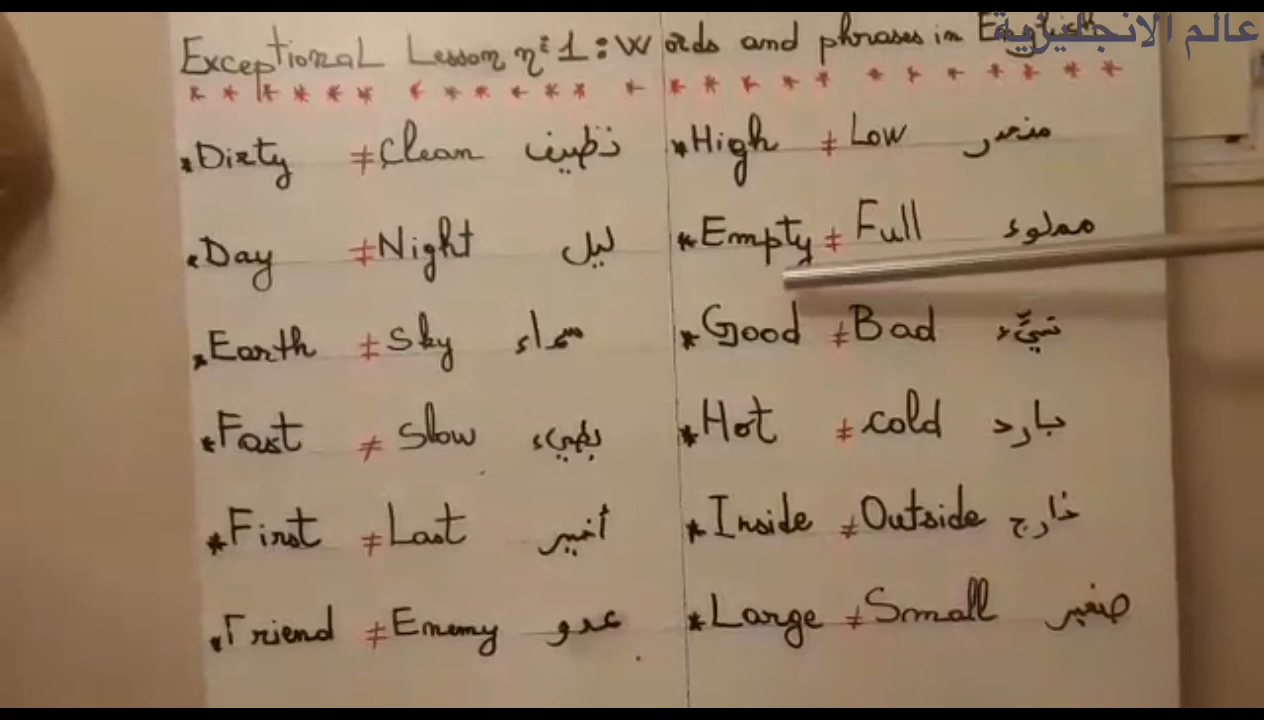 عالم الانجليزية
Exceptional Lesson n:1: Words and phrases in English
* Dirty ≠ Clean نظيف
* Day ≠ Night ليل
* Earth ≠ Sky سماء
* Fast ≠ Slow بطيء
* First ≠ Last أخير
* Friend ≠ Enemy عدو
* High ≠ Low منحدر
* Empty ≠ Full مملوء
* Good ≠ Bad
* Hot ≠ cold بارد
* Inside ≠ Outside خارج
* Large ≠ Small صغير